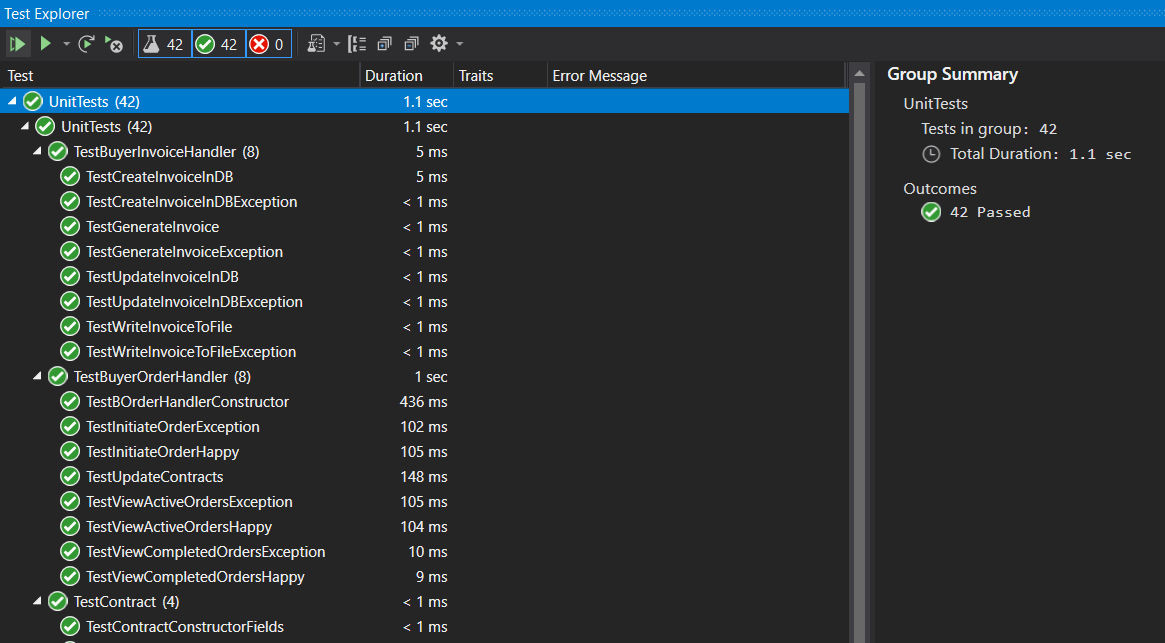 Test Explorer
42 42 0
Test Duration Traits Error Message
UnitTests (42) 1.1 sec
UnitTests (42) 1.1 sec
TestBuyerInvoiceHandler (8) 5 ms
TestCreateInvoiceInDB 5 ms
TestCreateInvoiceInDBException < 1 ms
TestGenerateInvoice < 1 ms
TestGenerateInvoiceException < 1 ms
TestUpdateInvoiceInDB < 1 ms
TestUpdateInvoiceInDBException < 1 ms
TestWriteInvoiceToFile < 1 ms
TestWriteInvoiceToFileException < 1 ms
TestBuyerOrderHandler (8) 1 sec
TestBOrderHandlerConstructor 436 ms
TestInitiateOrderException 102 ms
TestInitiateOrderHappy 105 ms
TestUpdateContracts 148 ms
TestViewActiveOrdersException 105 ms
TestViewActiveOrdersHappy 104 ms
TestViewCompletedOrdersException 10 ms
TestViewCompletedOrdersHappy 9 ms
TestContract (4) < 1 ms
TestContractConstructorFields < 1 ms
Group Summary
UnitTests
Tests in group: 42
Total Duration: 1.1 sec
Outcomes
42 Passed